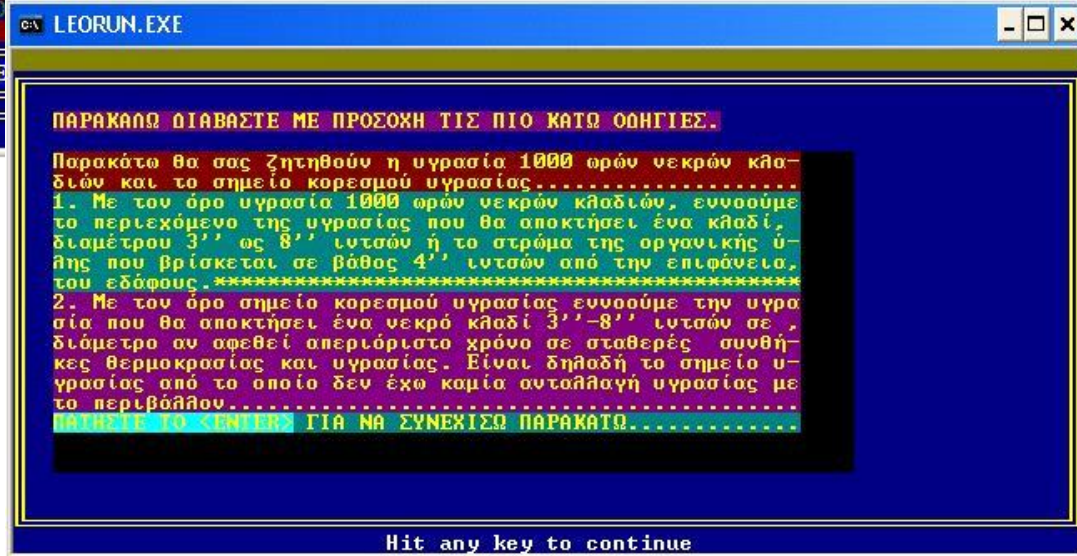 LEORUN.EXE
ΠΑΡΑΚΑΛΩ ΔΙΑΒΑΣΤΕ ΜΕ ΠΡΟΣΟΧΗ ΤΙΣ ΠΙΟ ΚΑΤΩ ΟΔΗΓΙΕΣ.
Παρακάτω θα σας ζητηθούν η υγρασία 1000 ωρών νεκρών κλα-
διών και το σημείο κορεσμού υγρασίας....................
1. Με τον όρο υγρασία 1000 ωρών νεκρών κλαδιών, εννοούμε
το περιεχόμενο της υγρασίας που θα αποκτήσει ένα κλαδί,
διαμέτρου 3'' ως 8'' ιντσών ή το στρώμα της οργανικής ύ-
λης που βρίσκεται σε βάθος 4'' ιντσών από την επιφάνεια,
του εδάφους.********************************************
2. Με τον όρο σημείο κορεσμού υγρασίας εννοούμε την υγρα
σία που θα αποκτήσει ένα νεκρό κλαδί 3''-8'' ιντσών σε ,
διάμετρο αν αφεθεί απεριόριστο χρόνο σε σταθερές  συνθή-
κες θερμοκρασίας και υγρασίας. Είναι δηλαδή το σημείο υ-
γρασίας από το οποίο δεν έχω καμία ανταλλαγή υγρασίας με
το περιβάλλον...........................................
ΠΑΤΗΣΤΕ ΤΟ <ENTER> ΓΙΑ ΝΑ ΣΥΝΕΧΙΣΩ ΠΑΡΑΚΑΤΩ.............
Hit any key to continue